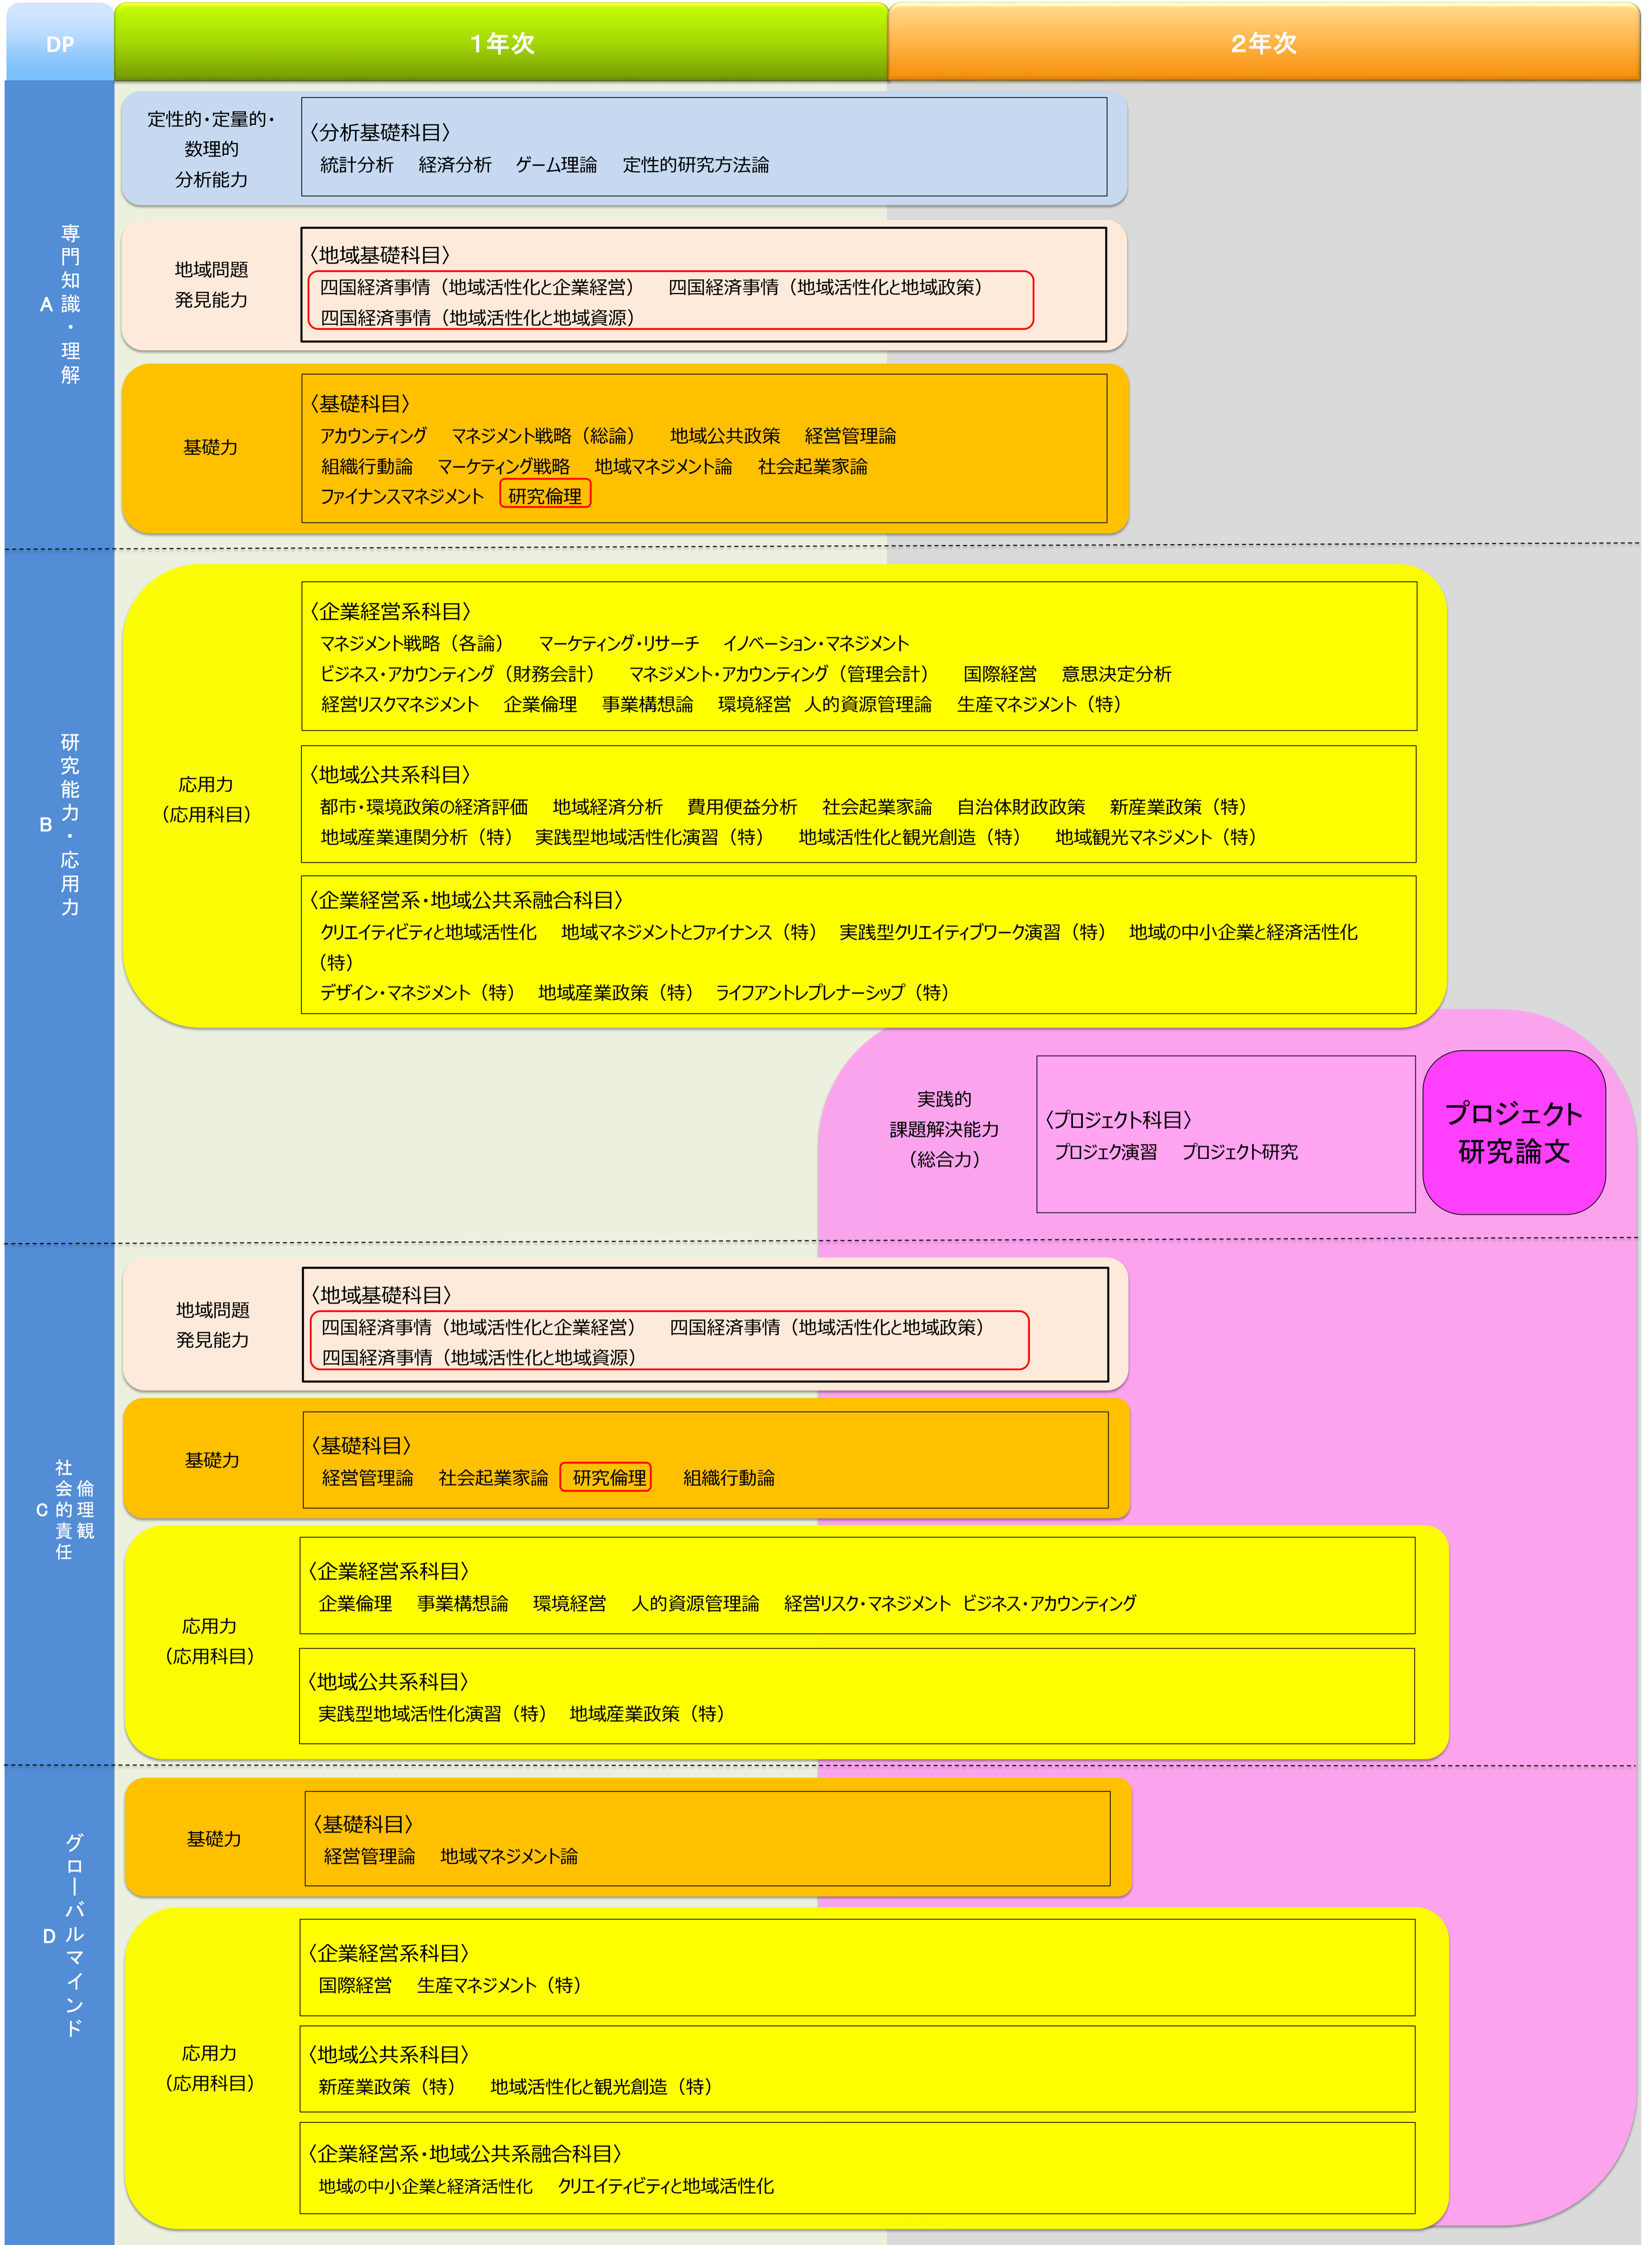 DP
1年次
2年次
A 専門知識・理解
定性的・定量的・
数理的
分析能力
〈分析基礎科目〉
統計分析　経済分析　ゲーム理論　定性的研究方法論
地域問題
発見能力
〈地域基礎科目〉
四国経済事情（地域活性化と企業経営）　四国経済事情（地域活性化と地域政策）
四国経済事情（地域活性化と地域資源）
基礎力
〈基礎科目〉
アカウンティング　マネジメント戦略（総論）　地域公共政策　経営管理論
組織行動論　マーケティング戦略　地域マネジメント論　社会起業家論
ファイナンスマネジメント　研究倫理
B 研究能力・応用力
応用力
（応用科目）
〈企業経営系科目〉
マネジメント戦略（各論）　マーケティング・リサーチ　イノベーション・マネジメント
ビジネス・アカウンティング（財務会計）　マネジメント・アカウンティング（管理会計）　国際経営　意思決定分析
経営リスクマネジメント　企業倫理　事業構想論　環境経営　人的資源管理論　生産マネジメント（特）
〈地域公共系科目〉
都市・環境政策の経済評価　地域経済分析　費用便益分析　社会起業家論　自治体財政政策　新産業政策（特）
地域産業連関分析（特）　実践型地域活性化演習（特）　地域活性化と観光創造（特）　地域観光マネジメント（特）
〈企業経営系・地域公共系融合科目〉
クリエイティビティと地域活性化　地域マネジメントとファイナンス（特）　実践型クリエイティブワーク演習（特）　地域の中小企業と経済活性化
（特）
デザイン・マネジメント（特）　地域産業政策（特）　ライフアントレプレナーシップ（特）
実践的
課題解決能力
（総合力）
〈プロジェクト科目〉
プロジェク演習　プロジェクト研究
プロジェクト
研究論文
C 社会的責任
倫理観
地域問題
発見能力
〈地域基礎科目〉
四国経済事情（地域活性化と企業経営）　四国経済事情（地域活性化と地域政策）
四国経済事情（地域活性化と地域資源）
基礎力
〈基礎科目〉
経営管理論　社会起業家論　研究倫理　組織行動論
応用力
（応用科目）
〈企業経営系科目〉
企業倫理　事業構想論　環境経営　人的資源管理論　経営リスク・マネジメント　ビジネス・アカウンティング
〈地域公共系科目〉
実践型地域活性化演習（特）　地域産業政策（特）
D グローバルマインド
基礎力
〈基礎科目〉
経営管理論　地域マネジメント論
応用力
（応用科目）
〈企業経営系科目〉
国際経営　生産マネジメント（特）
〈地域公共系科目〉
新産業政策（特）　地域活性化と観光創造（特）
〈企業経営系・地域公共系融合科目〉
地域の中小企業と経済活性化　クリエイティビティと地域活性化